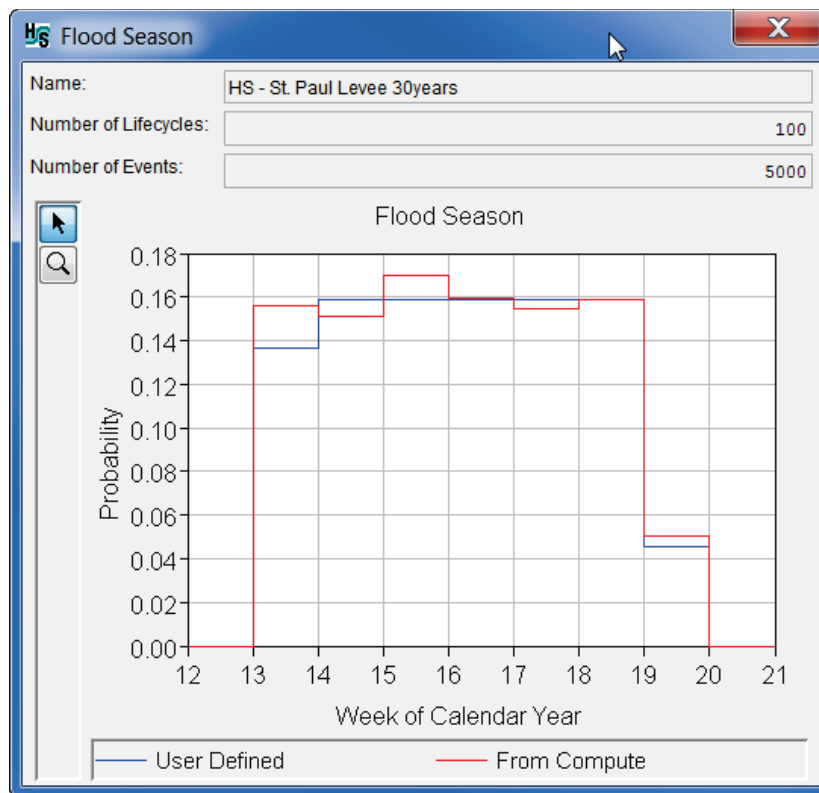 HS Flood Season X
Name: HS - St. Paul Levee 30years
Number of Lifecycles: 100
Number of Events: 5000
Flood Season
0.18
0.16
0.14
0.12
0.10
0.08
0.06
0.04
0.02
0.00
Probability
12 13 14 15 16 17 18 19 20 21
Week of Calendar Year
User Defined From Compute